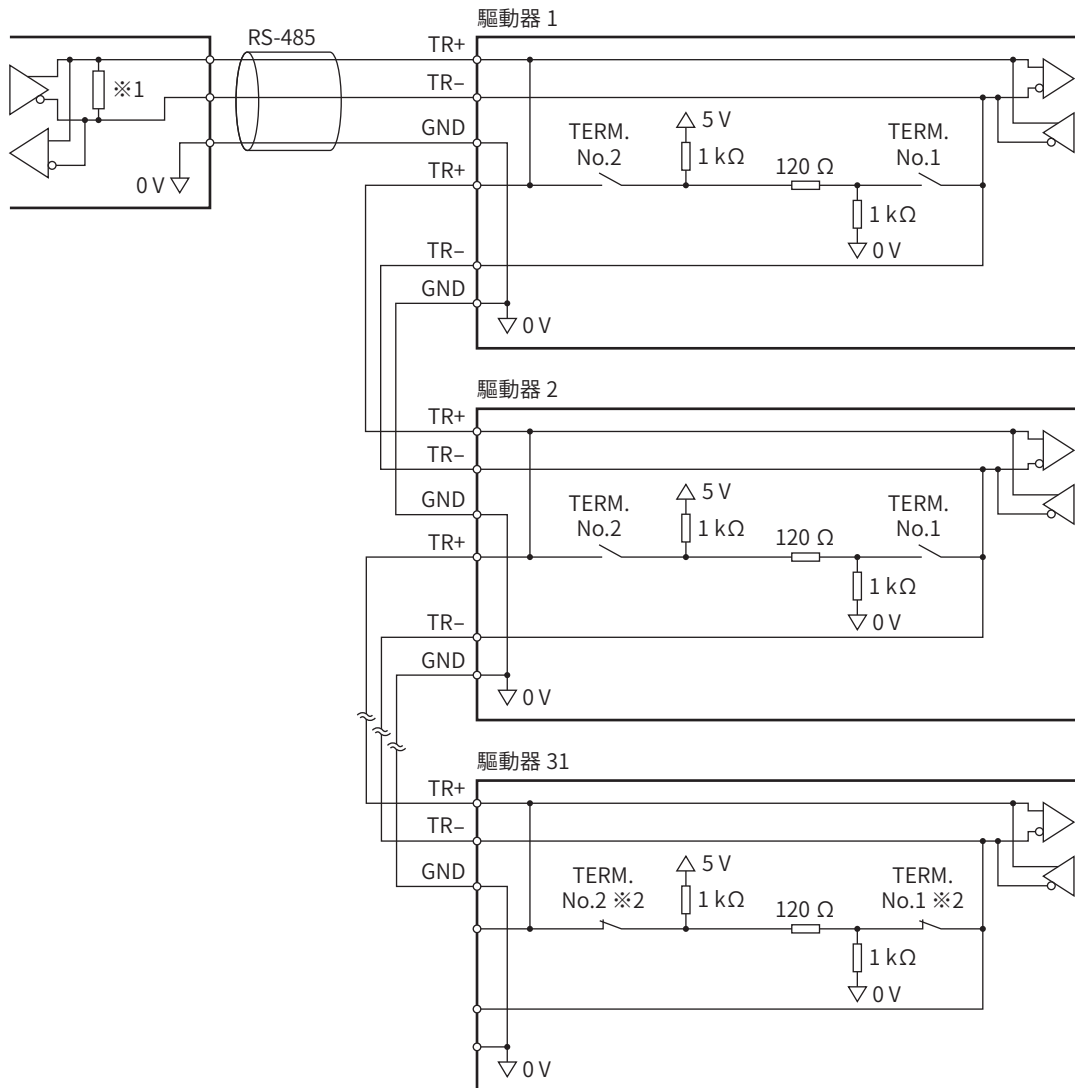 驅動器 1
RS-485
TR+
TR–
GND
TR+
TR–
GND
※1
0 V
TERM.
No.2
5 V
1 kΩ
120 Ω
TERM.
No.1
1 kΩ
0 V
0 V
驅動器 2
TR+
TR–
GND
TR+
TR–
GND
TERM.
No.2
5 V
1 kΩ
120 Ω
TERM.
No.1
1 kΩ
0 V
0 V
驅動器 31
TR+
TR–
GND
TERM.
No.2 ※2
5 V
1 kΩ
120 Ω
TERM.
No.1 ※2
1 kΩ
0 V
0 V